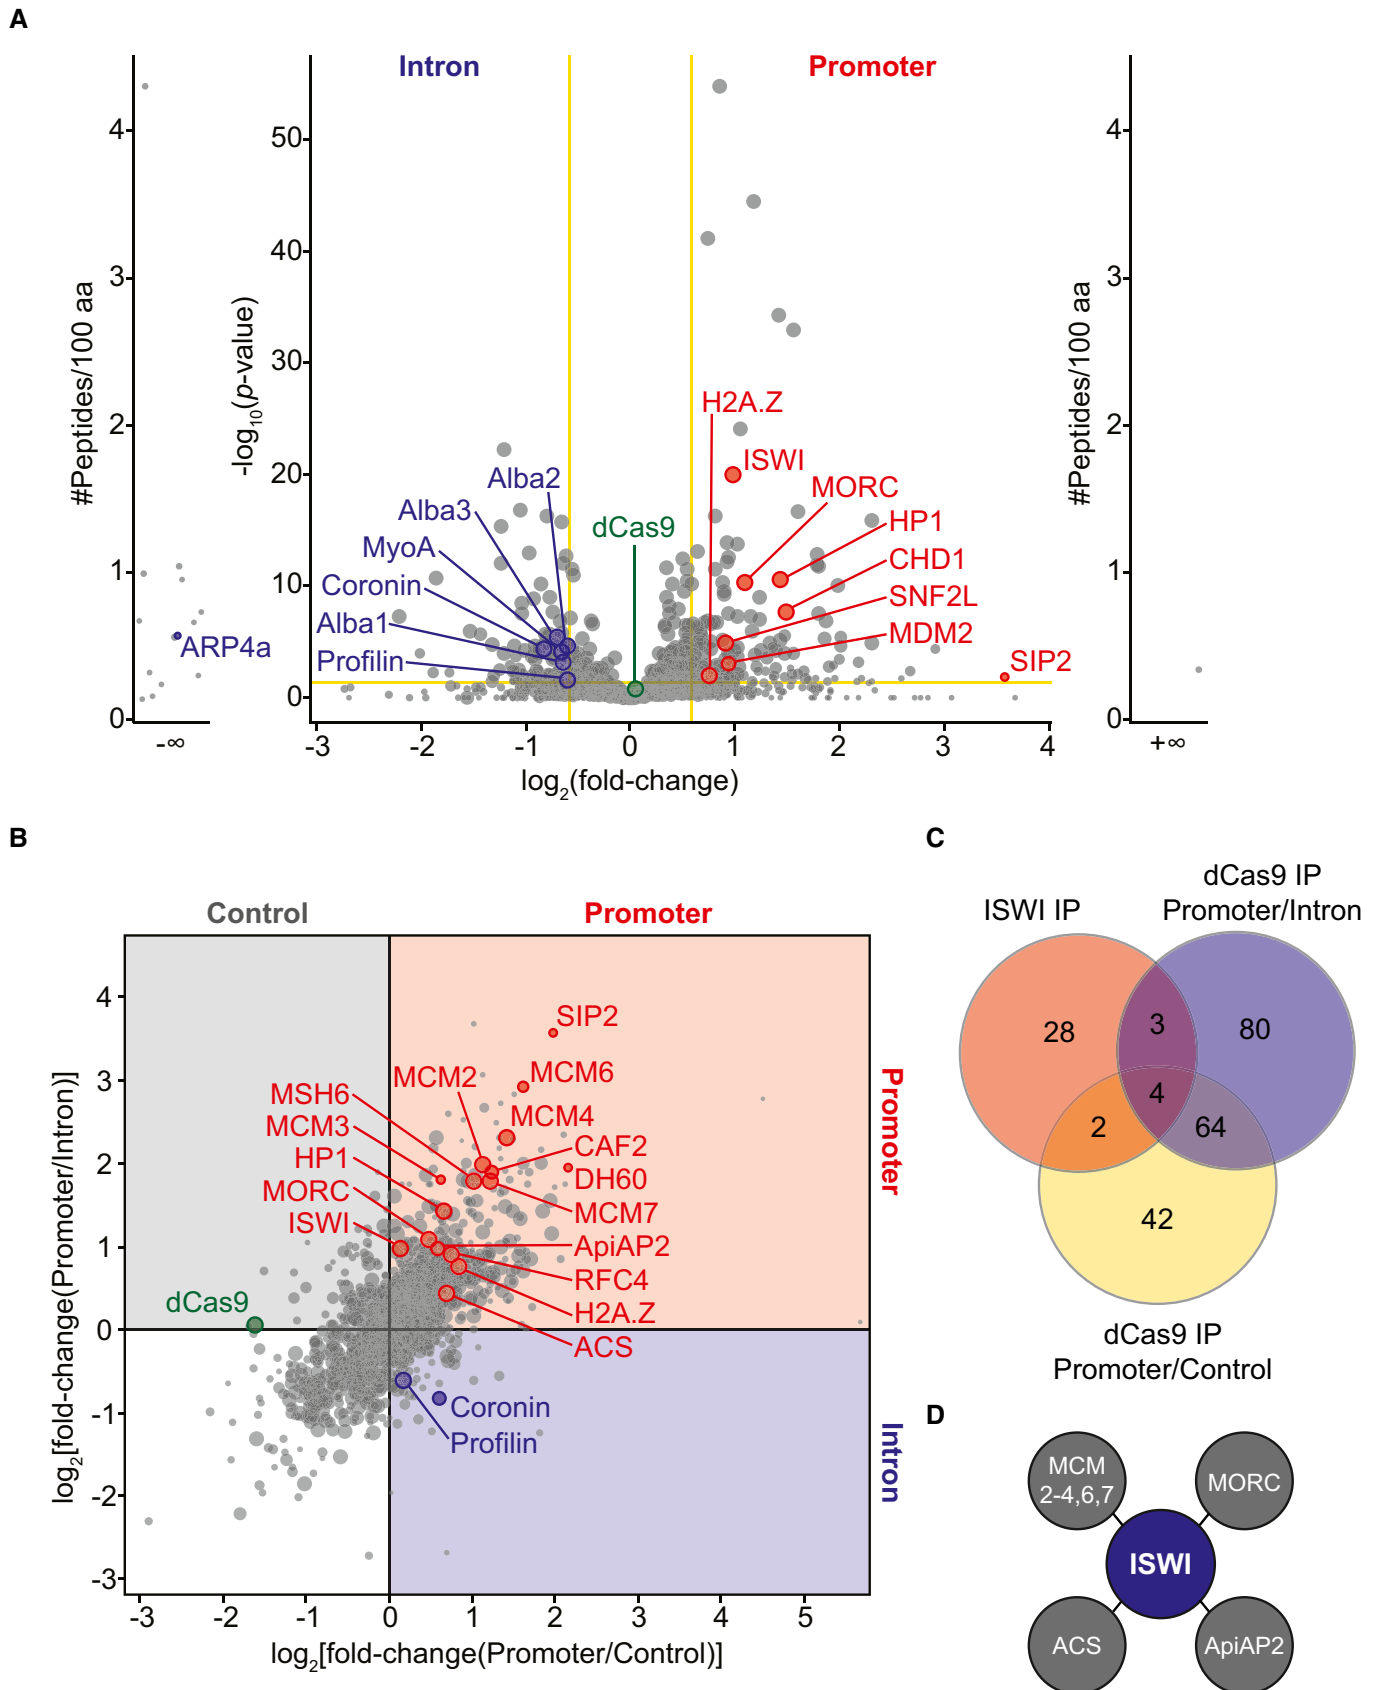 A
Intron
Promoter
#Peptides/100 aa
4
3
2
1
0
-∞
ARP4a
-log10(p-value)
50
40
30
20
10
0
H2A.Z
ISWI
Alba2
MORC
Alba3
dCas9
HP1
MyoA
CHD1
Coronin
SNF2L
Alba1
MDM2
Profilin
SIP2
-3 -2 -1 0 1 2 3 4
log2(fold-change)
#Peptides/100 aa
4
3
2
1
0
+∞
B
Control
Promoter
log2[fold-change(Promoter/Intron)]
4
3
2
1
0
-1
-2
-3
SIP2
MCM2
MCM6
MSH6
MCM4
MCM3
CAF2
HP1
DH60
MORC
MCM7
ISWI
ApiAP2
RFC4
dCas9
H2A.Z
ACS
Coronin
Profilin
Promoter
Intron
-3 -2 -1 0 1 2 3 4 5
log2[fold-change(Promoter/Control)]
C
dCas9 IP
Promoter/Intron
ISWI IP
28
3
80
4
2
64
42
dCas9 IP
Promoter/Control
D
MCM
2-4,6,7
MORC
ISWI
ACS
ApiAP2